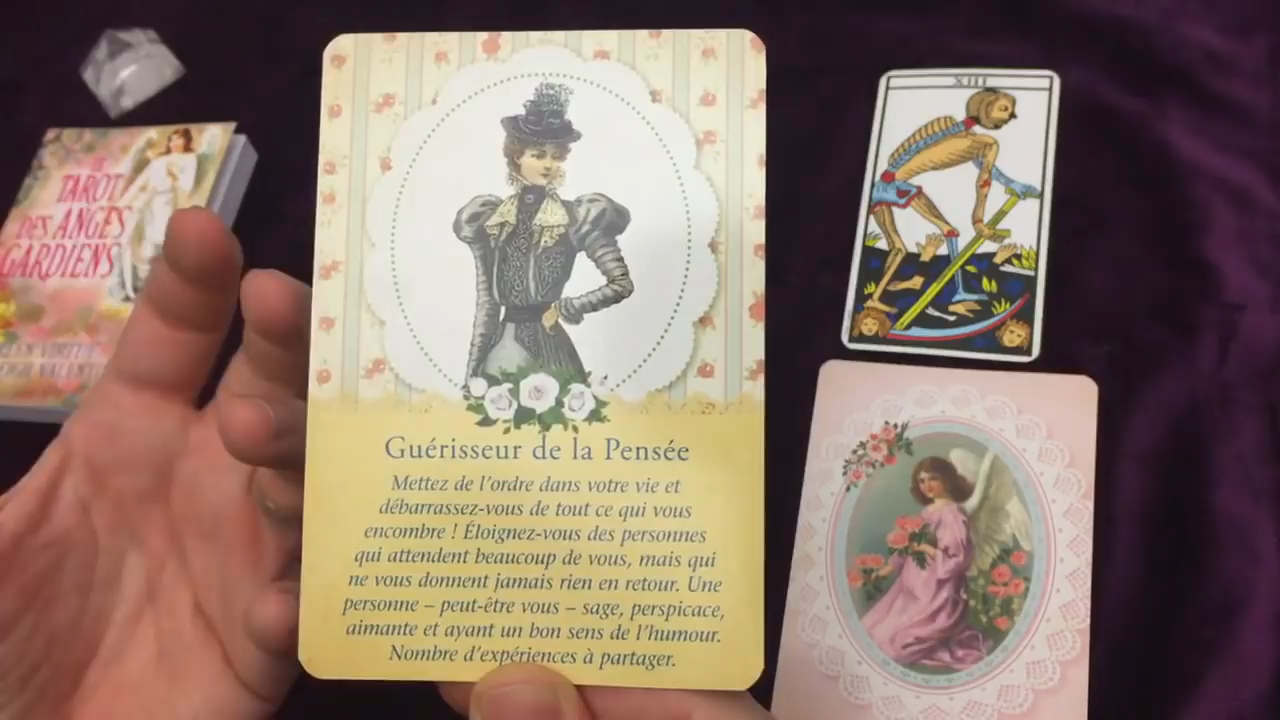 LE
TAROT
DES ANGES
GARDIENS
Guérisseur de la Pensée
Mettez de l'ordre dans votre vie et
débarrassez-vous de tout ce qui vous
encombre ! Éloignez-vous des personnes
qui attendent beaucoup de vous, mais qui
ne vous donnent jamais rien en retour. Une
personne – peut-être vous – sage, perspicace,
aimante et ayant un bon sens de l'humour.
Nombre d'expériences à partager.
XIII